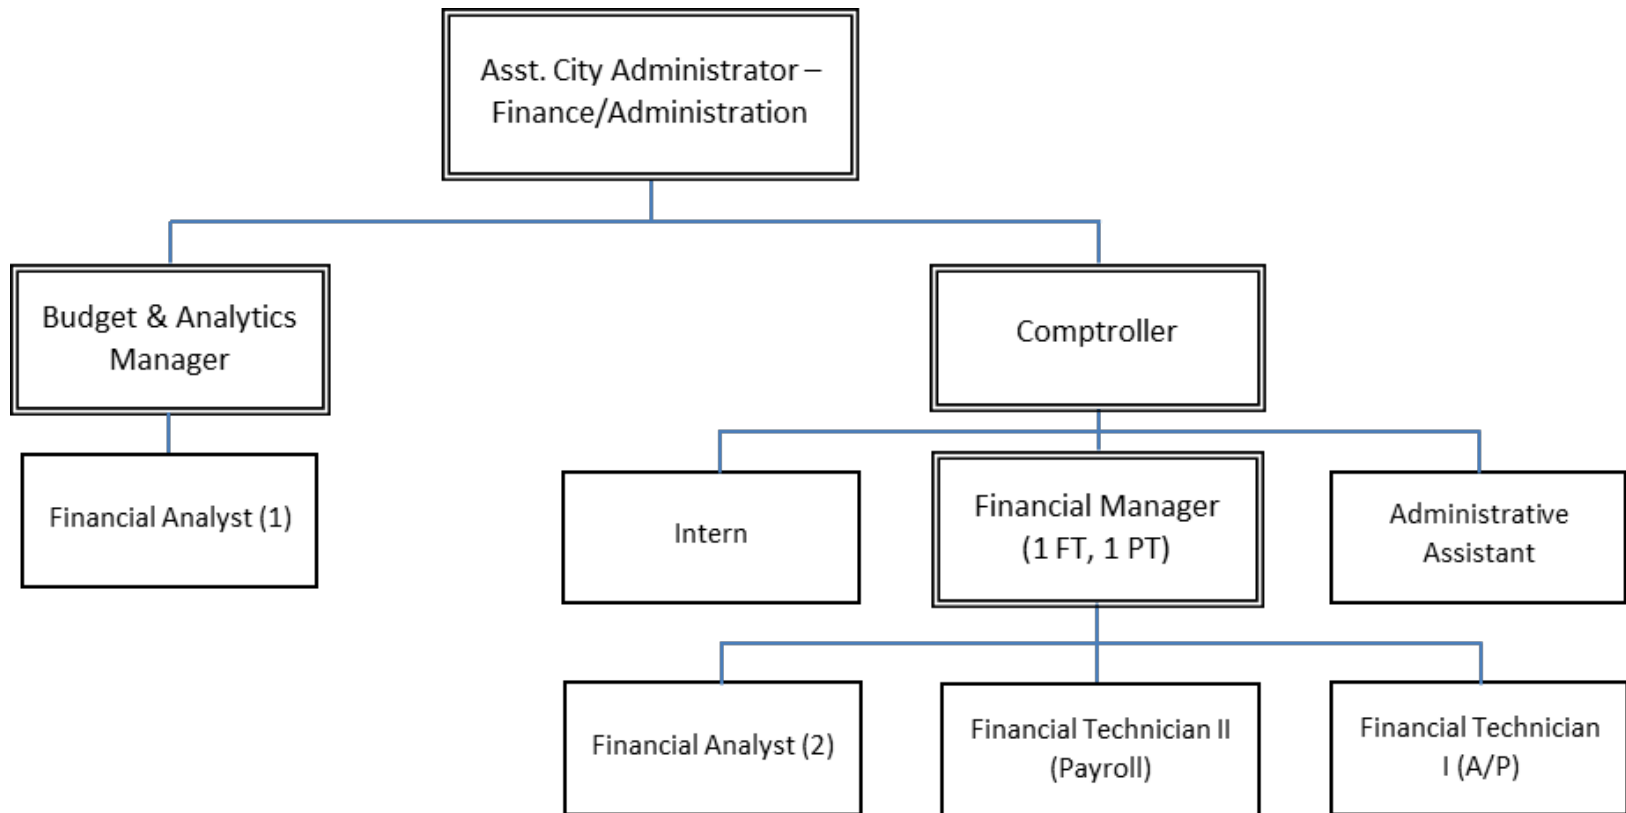 Asst. City Administrator –
Finance/Administration
Budget & Analytics
Manager
Comptroller
Financial Analyst (1)
Intern
Financial Manager
(1 FT, 1 PT)
Administrative
Assistant
Financial Analyst (2)
Financial Technician II
(Payroll)
Financial Technician
I (A/P)